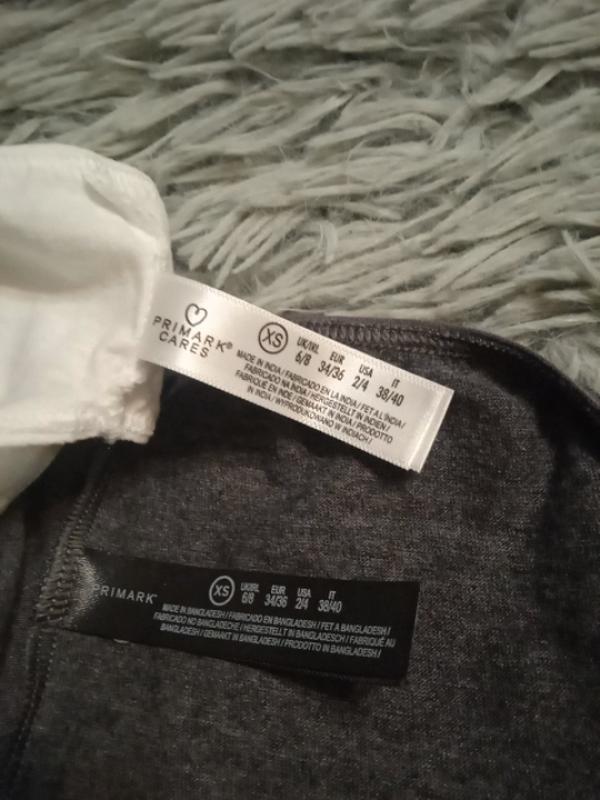 PRIMARK®
CARES
XS
UK/IRL EUR USA IT
6/8 34/36 2/4 38/40
MADE IN INDIA / FABRICADO EN LA INDIA / FET A L'ÍNDIA /
FABRICADO NA ÍNDIA / HERGESTELLT IN INDIEN /
FABRIQUÉ EN INDE / GEMAAKT IN INDIA / PRODOTTO
IN INDIA / WYPRODUKOWANO W INDIACH /
PRIMARK
XS
UK/IRL EUR USA IT
6/8 34/36 2/4 38/40
MADE IN BANGLADESH / FABRICADO EN BANGLADESH / FET A BANGLADESH /
FABRICADO NO BANGLADECHE / HERGESTELLT IN BANGLADESCH / FABRIQUÉ AU
BANGLADESH / GEMAAKT IN BANGLADESH / PRODOTTO IN BANGLADESH /